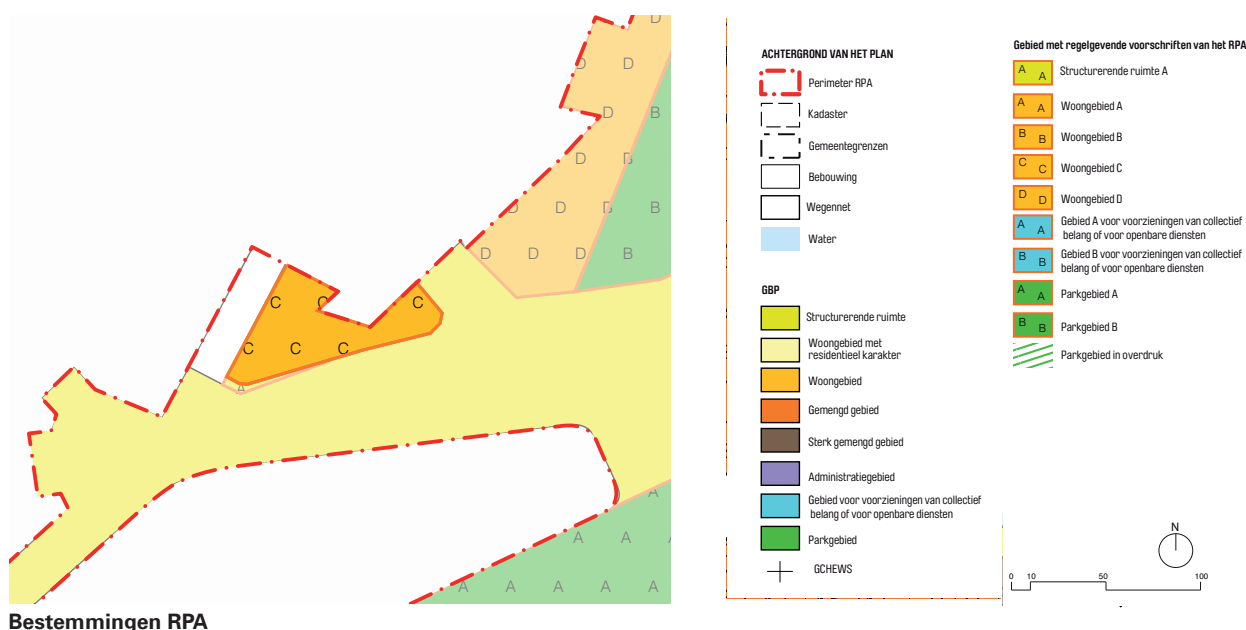 D
D D
D B
D D
D D D B
D D D B
C C C
C C C
A
A
A A A
A A A A A
Bestemmingen RPA
ACHTERGROND VAN HET PLAN
Perimeter RPA
Kadaster
Gemeentegrenzen
Bebouwing
Wegennet
Water
GBP
Structurerende ruimte
Woongebied met
residentieel karakter
Woongebied
Gemengd gebied
Sterk gemengd gebied
Administratiegebied
Gebied voor voorzieningen van collectief
belang of voor openbare diensten
Parkgebied
GCHEWS
Gebied met regelgevende voorschriften van het RPA
A A Structurerende ruimte A
A A Woongebied A
B B Woongebied B
C C Woongebied C
D D Woongebied D
A A Gebied A voor voorzieningen van collectief
belang of voor openbare diensten
B B Gebied B voor voorzieningen van collectief
belang of voor openbare diensten
A A Parkgebied A
B B Parkgebied B
Parkgebied in overdruk
N
0 10 50 100